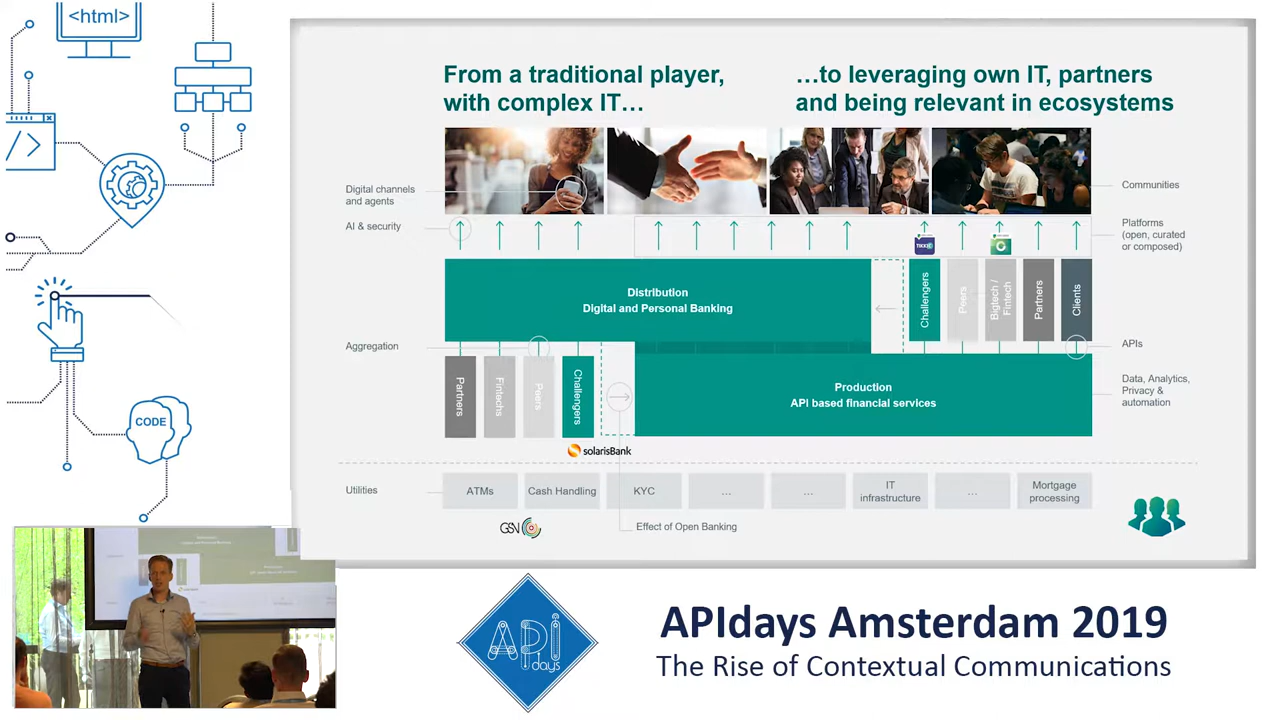 <html>
From a traditional player,
with complex IT…
…to leveraging own IT, partners
and being relevant in ecosystems
Digital channels
and agents
Communities
AI & security
Platforms
(open, curated
or composed)
TIKKIE
Distribution
Digital and Personal Banking
Challengers
Peers
Bigtech /
Fintech
Partners
Clients
Aggregation
APIs
Partners
Fintechs
Peers
Challengers
Production
API based financial services
Data, Analytics,
Privacy &
automation
solarisBank
Utilities
ATMs
Cash Handling
KYC
…
…
IT
infrastructure
…
Mortgage
processing
GSN
Effect of Open Banking
</>
CODE
API
days
APIdays Amsterdam 2019
The Rise of Contextual Communications